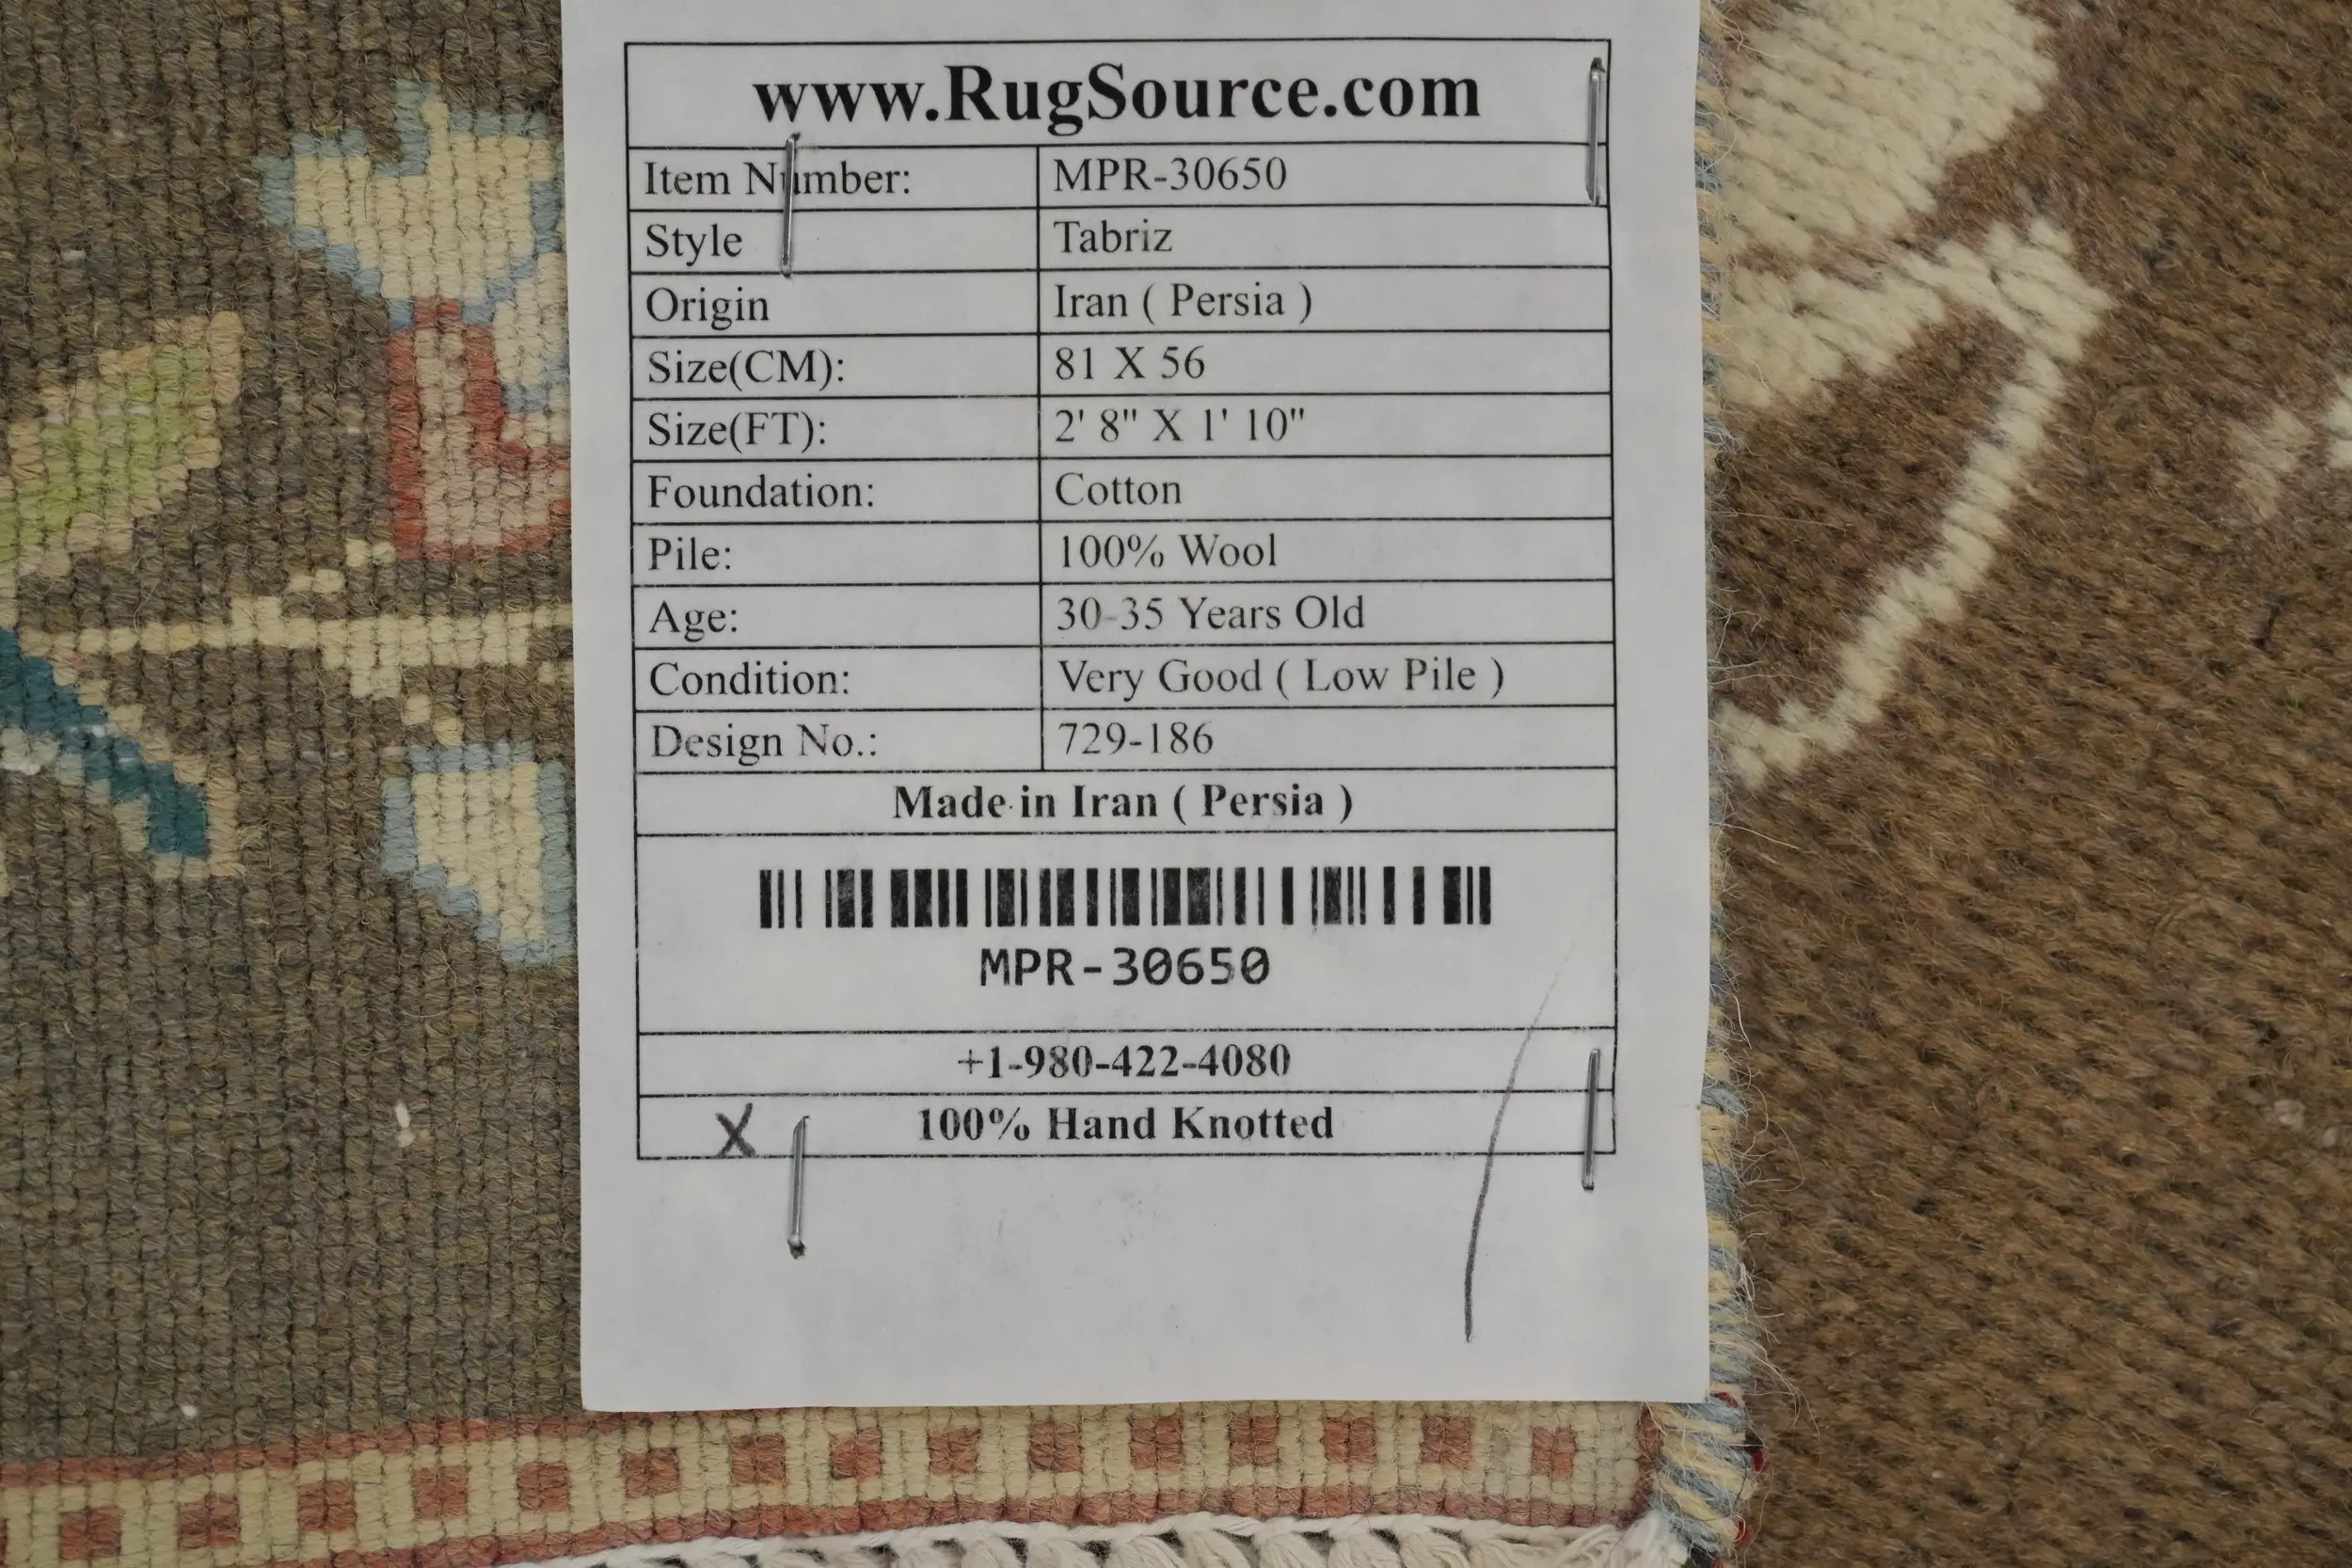 www.RugSource.com
Item Number: MPR-30650
Style Tabriz
Origin Iran ( Persia )
Size(CM): 81 X 56
Size(FT): 2' 8" X 1' 10"
Foundation: Cotton
Pile: 100% Wool
Age: 30-35 Years Old
Condition: Very Good ( Low Pile )
Design No.: 729-186
Made in Iran ( Persia )
MPR-30650
+1-980-422-4080
X 100% Hand Knotted